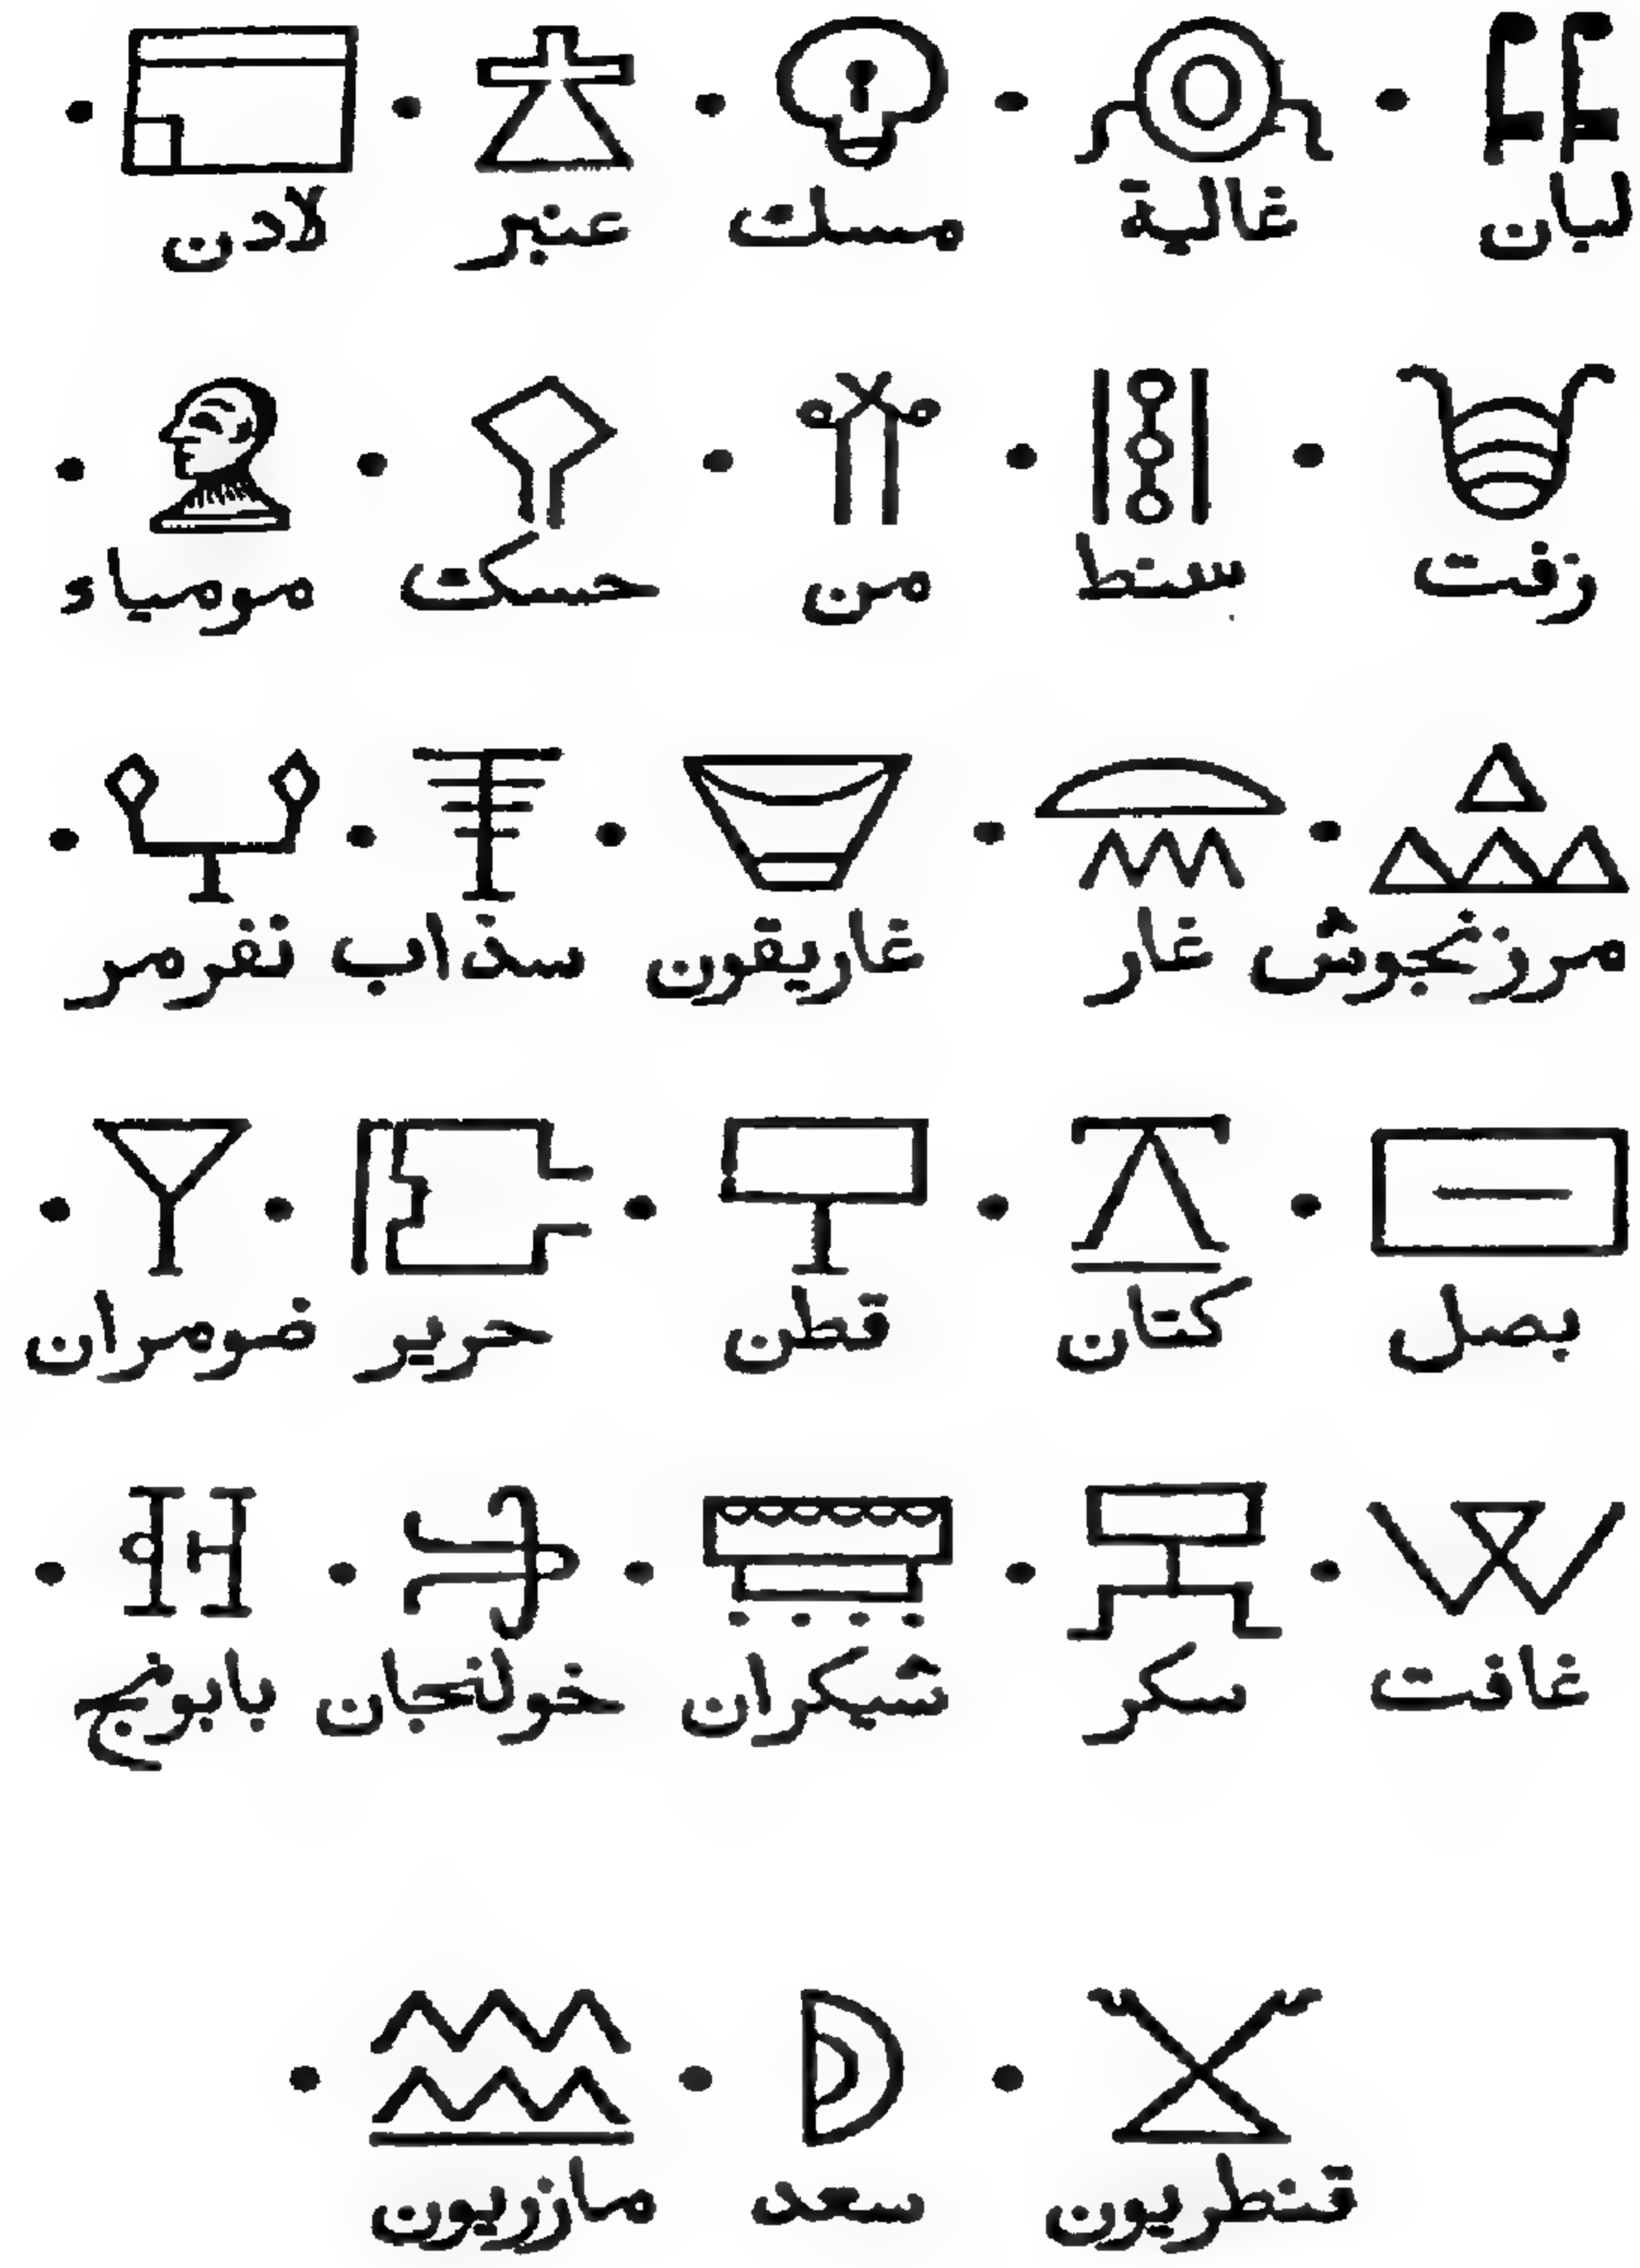 لبان غالية مسك عنبر لادن
زفت سنط من حسك مومياء
مرزنجوش غار غاريقون سذاب نفرمر
بصل كتان قطن حرير ضومران
غافت سكر شيكران خولنجان بابونج
قنطريون سعد مازريون